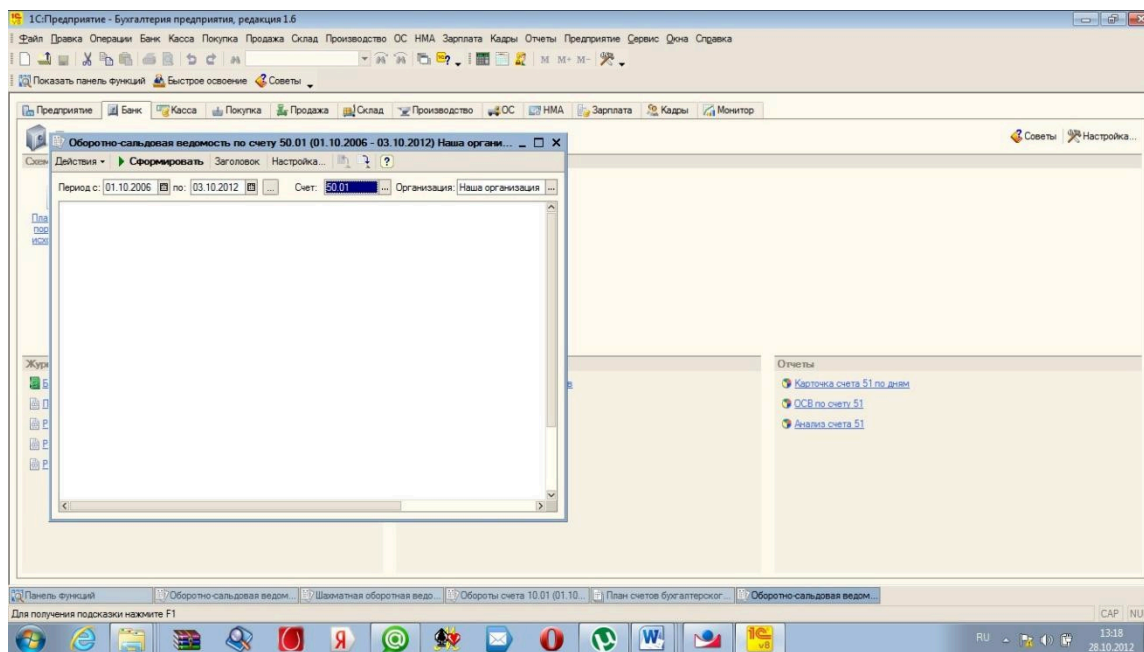 1С:Предприятие - Бухгалтерия предприятия, редакция 1.6
Файл Правка Операции Банк Касса Покупка Продажа Склад Производство ОС НМА Зарплата Кадры Отчеты Предприятие Сервис Окна Справка
M M+ M-
Показать панель функций Быстрое освоение Советы
Предприятие Банк Касса Покупка Продажа Склад Производство ОС НМА Зарплата Кадры Монитор
Советы Настройка...
Оборотно-сальдовая ведомость по счету 50.01 (01.10.2006 - 03.10.2012) Наша органи...
Действия Сформировать Заголовок Настройка... ?
Период с: 01.10.2006 по: 03.10.2012 ... Счет: 50.01 ... Организация: Наша организация ...
Отчеты
Карточка счета 51 по дням
ОСВ по счету 51
Анализ счета 51
Панель функций Оборотно-сальдовая ведом... Шахматная оборотная ведо... Обороты счета 10.01 (01.10... План счетов бухгалтерског... Оборотно-сальдовая ведом...
Для получения подсказки нажмите F1
CAP NU
RU
13:18
28.10.2012